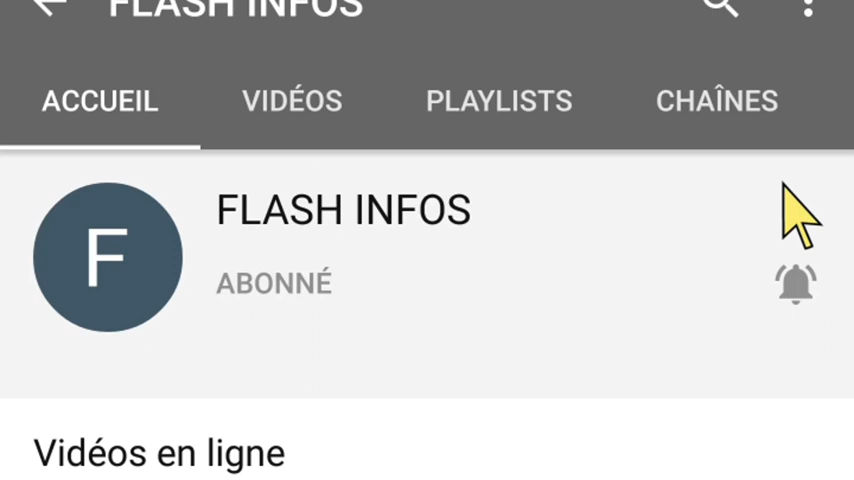 FLASH INFOS
ACCUEIL VIDÉOS PLAYLISTS CHAÎNES
F
FLASH INFOS
ABONNÉ
Vidéos en ligne